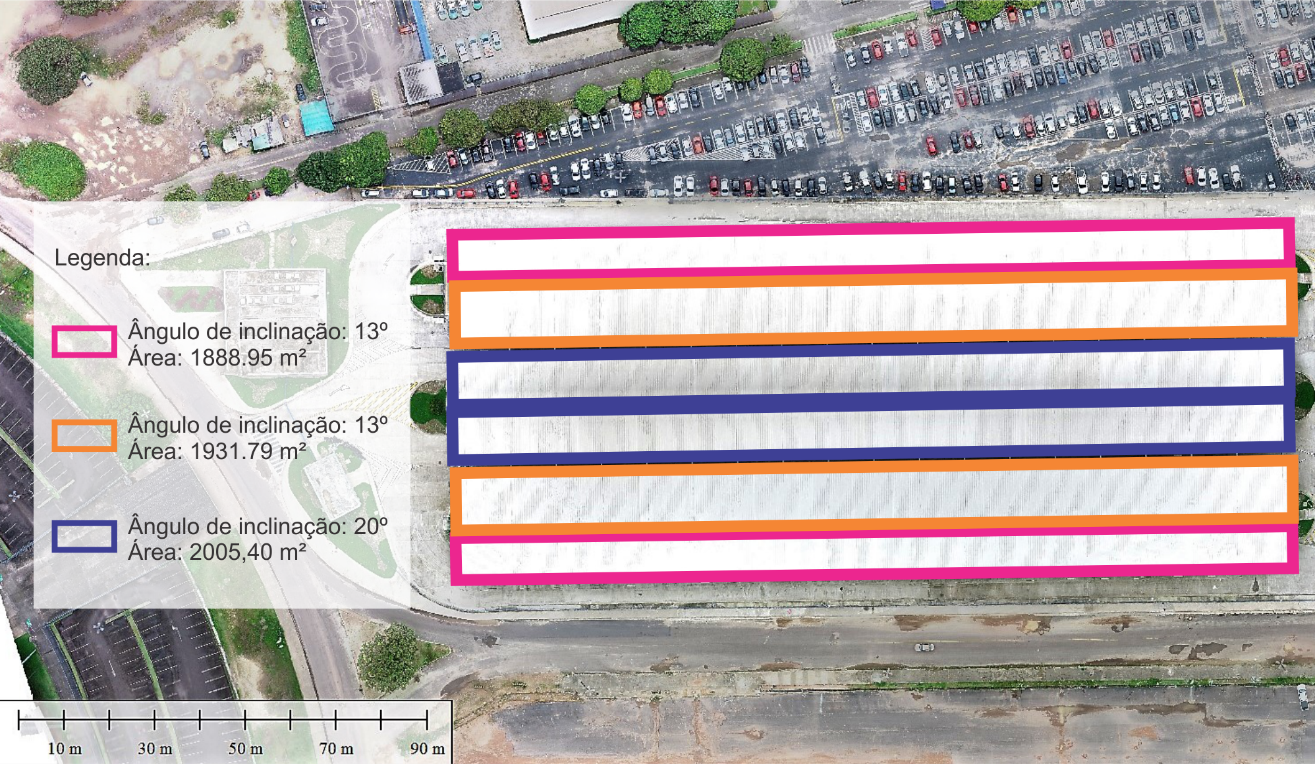 Legenda:
Ângulo de inclinação: 13º
Área: 1888.95 m²
Ângulo de inclinação: 13º
Área: 1931.79 m²
Ângulo de inclinação: 20º
Área: 2005,40 m²
10 m 30 m 50 m 70 m 90 m